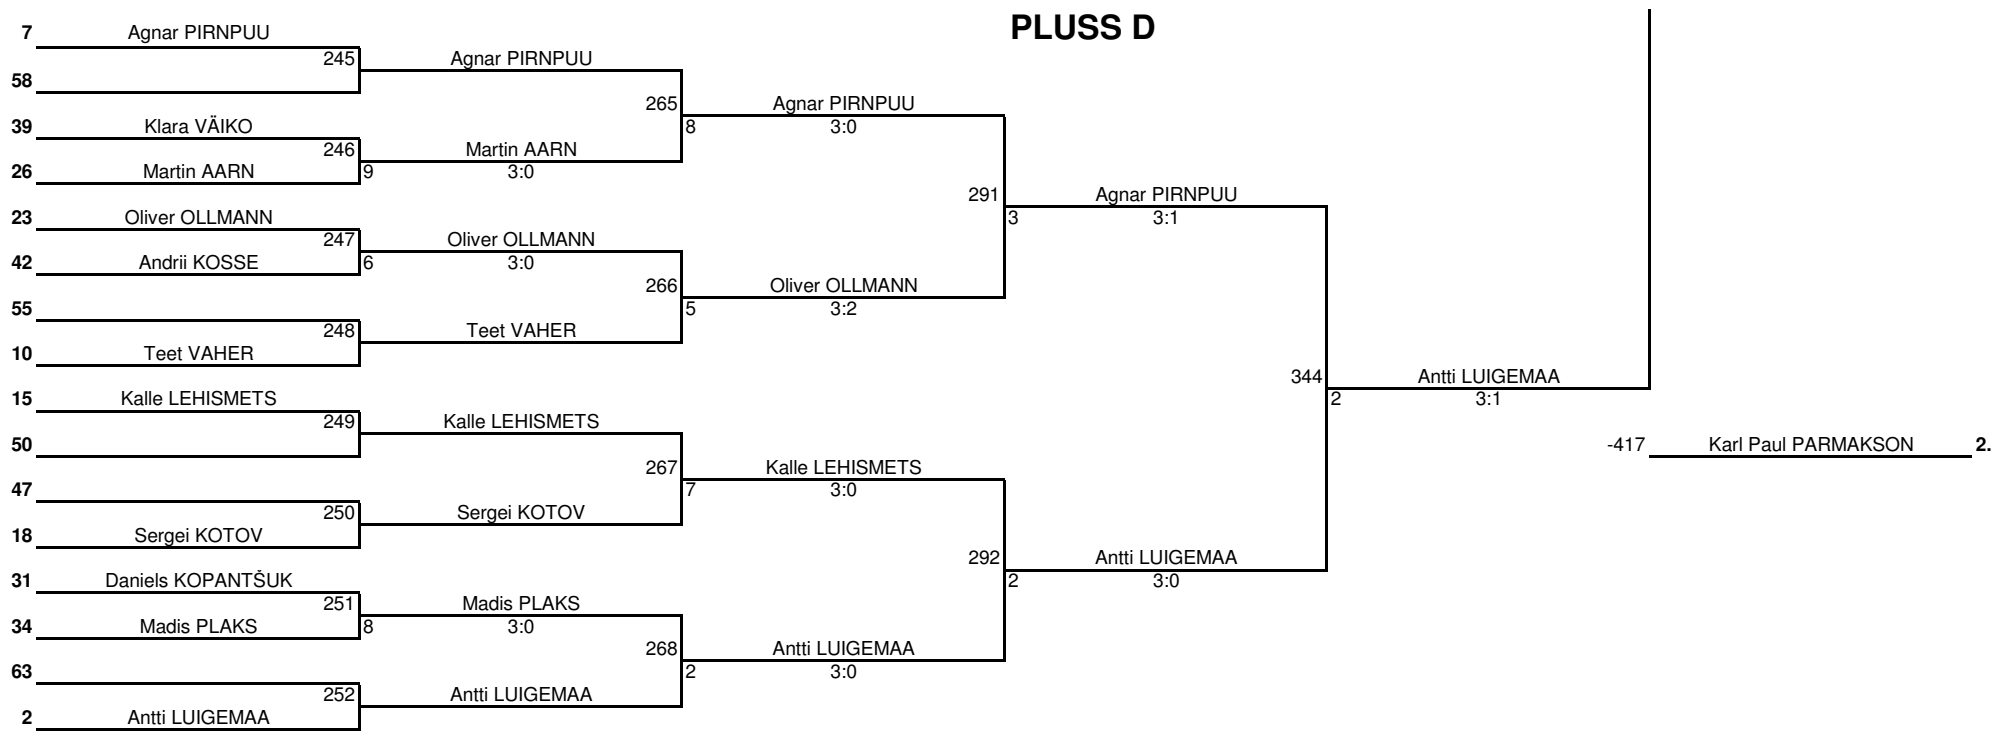 PLUSS D
7 Agnar PIRNPUU
245 Agnar PIRNPUU
58
265 Agnar PIRNPUU
39 Klara VÄIKO
8 3:0
246 Martin AARN
26 Martin AARN
9 3:0
291 Agnar PIRNPUU
23 Oliver OLLMANN
3 3:1
247 Oliver OLLMANN
42 Andrii KOSSE
6 3:0
266 Oliver OLLMANN
55
5 3:2
248 Teet VAHER
10 Teet VAHER
344 Antti LUIGEMAA
15 Kalle LEHISMETS
2 3:1
249 Kalle LEHISMETS
50
-417 Karl Paul PARMAKSON 2.
267 Kalle LEHISMETS
47
7 3:0
250 Sergei KOTOV
18 Sergei KOTOV
292 Antti LUIGEMAA
31 Daniels KOPANTŠUK
2 3:0
251 Madis PLAKS
34 Madis PLAKS
8 3:0
268 Antti LUIGEMAA
63
2 3:0
252 Antti LUIGEMAA
2 Antti LUIGEMAA